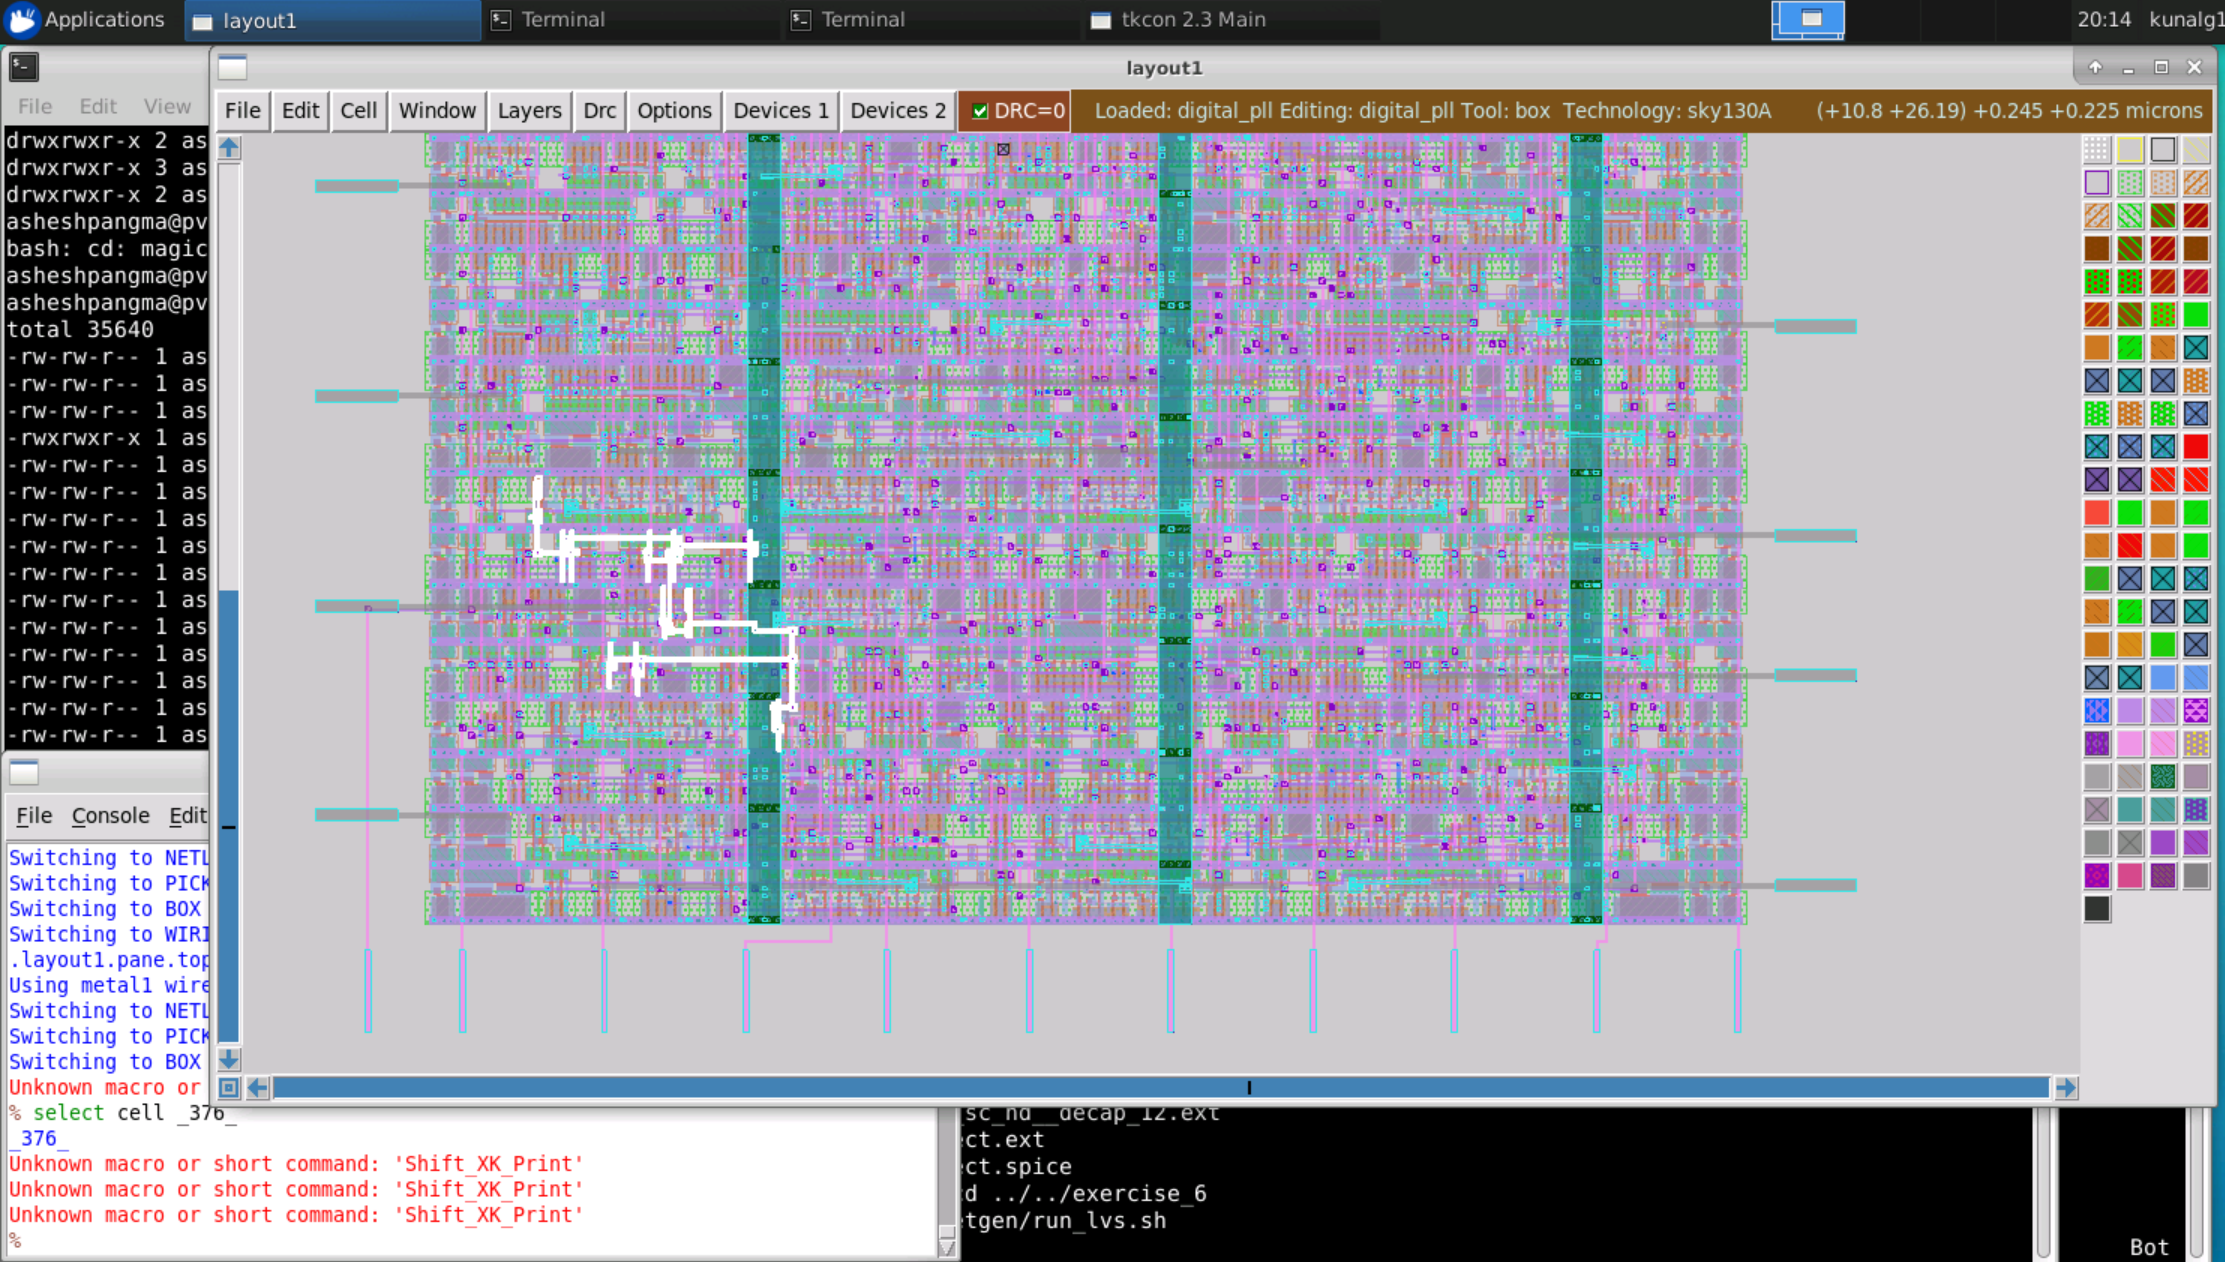 Applications layout1 Terminal Terminal tkcon 2.3 Main 20:14 kunalg1
layout1
File Edit View
File Edit Cell Window Layers Drc Options Devices 1 Devices 2 DRC=0 Loaded: digital_pll Editing: digital_pll Tool: box Technology: sky130A (+10.8 +26.19) +0.245 +0.225 microns
drwxrwxr-x 2 as
drwxrwxr-x 3 as
drwxrwxr-x 2 as
asheshpangma@pv
bash: cd: magic
asheshpangma@pv
asheshpangma@pv
total 35640
-rw-rw-r-- 1 as
-rw-rw-r-- 1 as
-rw-rw-r-- 1 as
-rwxrwxr-x 1 as
-rw-rw-r-- 1 as
-rw-rw-r-- 1 as
-rw-rw-r-- 1 as
-rw-rw-r-- 1 as
-rw-rw-r-- 1 as
-rw-rw-r-- 1 as
-rw-rw-r-- 1 as
-rw-rw-r-- 1 as
-rw-rw-r-- 1 as
-rw-rw-r-- 1 as
-rw-rw-r-- 1 as
File Console Edit
Switching to NETL
Switching to PICK
Switching to BOX
Switching to WIRI
.layout1.pane.top
Using metal1 wire
Switching to NETL
Switching to PICK
Switching to BOX
Unknown macro or
% select cell _376_
_376_
Unknown macro or short command: 'Shift_XK_Print'
Unknown macro or short command: 'Shift_XK_Print'
Unknown macro or short command: 'Shift_XK_Print'
%
sc_hd__decap_12.ext
ect.ext
ect.spice
cd ../../exercise_6
etgen/run_lvs.sh
Bot